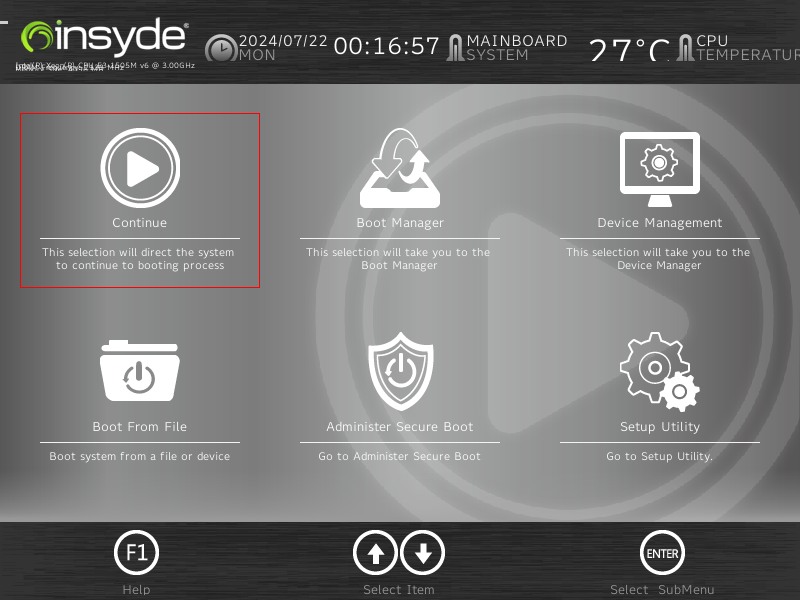 insyde®
2024/07/22
MON
00:16:57
MAINBOARD
SYSTEM
27°C
CPU
TEMPERATUR
Intel(R) Xeon(R) CPU E3-1505M v6 @ 3.00GHz
Continue
This selection will direct the system
to continue to booting process
Boot Manager
This selection will take you to the
Boot Manager
Device Management
This selection will take you to the
Device Manager
Boot From File
Boot system from a file or device
Administer Secure Boot
Go to Administer Secure Boot
Setup Utility
Go to Setup Utility.
F1
ENTER
Help
Select Item
Select SubMenu